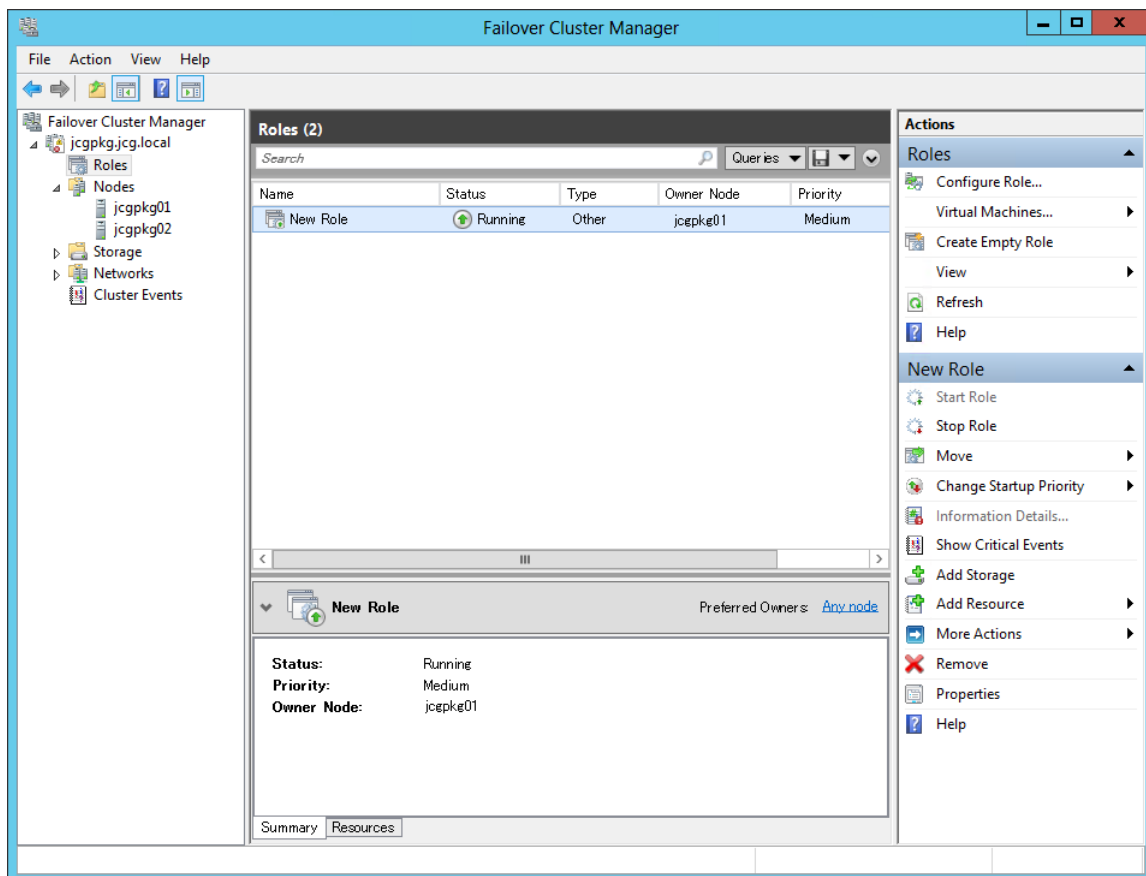 Failover Cluster Manager
File Action View Help
Failover Cluster Manager
jcgpkg.jcg.local
Roles
Nodes
jcgpkg01
jcgpkg02
Storage
Networks
Cluster Events
Roles (2)
Search
Queries
Name Status Type Owner Node Priority
New Role Running Other jcgpkg01 Medium
New Role Preferred Owners: Any node
Status: Running
Priority: Medium
Owner Node: jcgpkg01
Summary Resources
Actions
Roles
Configure Role...
Virtual Machines...
Create Empty Role
View
Refresh
Help
New Role
Start Role
Stop Role
Move
Change Startup Priority
Information Details...
Show Critical Events
Add Storage
Add Resource
More Actions
Remove
Properties
Help